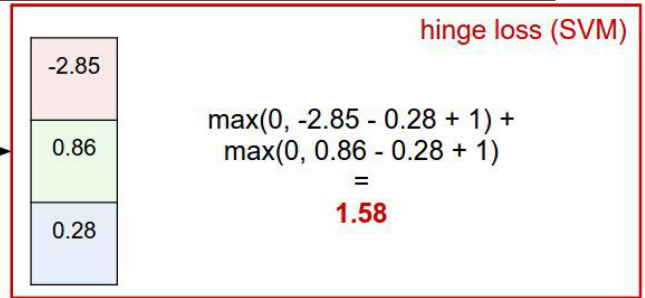 hinge loss (SVM)
-2.85
0.86
0.28
max(0, -2.85 - 0.28 + 1) +
max(0, 0.86 - 0.28 + 1)
=
1.58